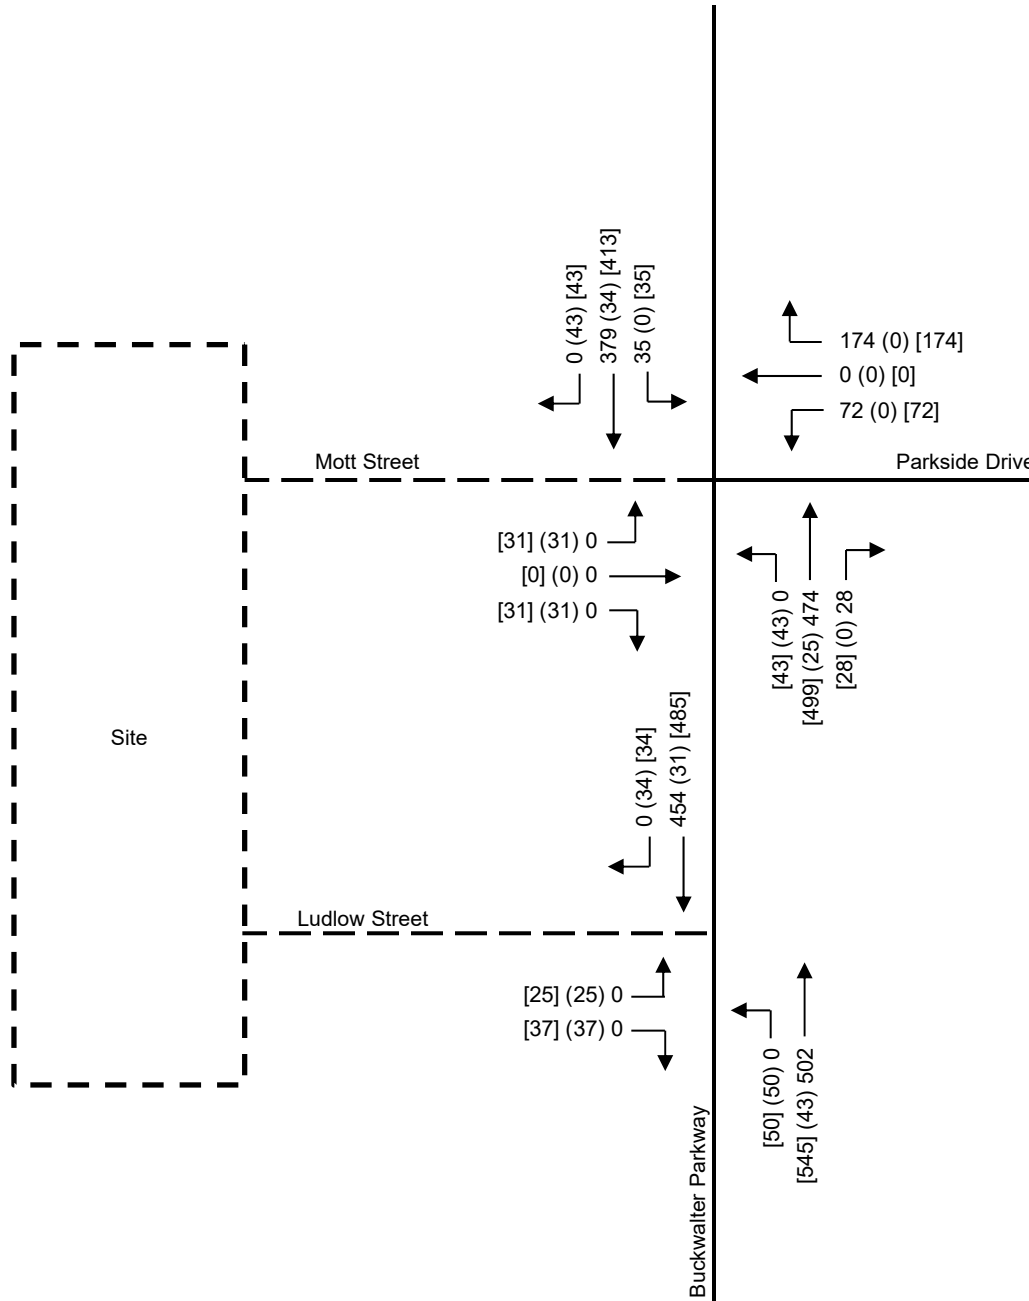 0 (43) [43]
379 (34) [413]
35 (0) [35]
174 (0) [174]
0 (0) [0]
72 (0) [72]
Mott Street
Parkside Drive
[31] (31) 0
[0] (0) 0
[31] (31) 0
[43] (43) 0
[499] (25) 474
[28] (0) 28
Site
0 (34) [34]
454 (31) [485]
Ludlow Street
[25] (25) 0
[37] (37) 0
[50] (50) 0
[545] (43) 502
Buckwalter Parkway